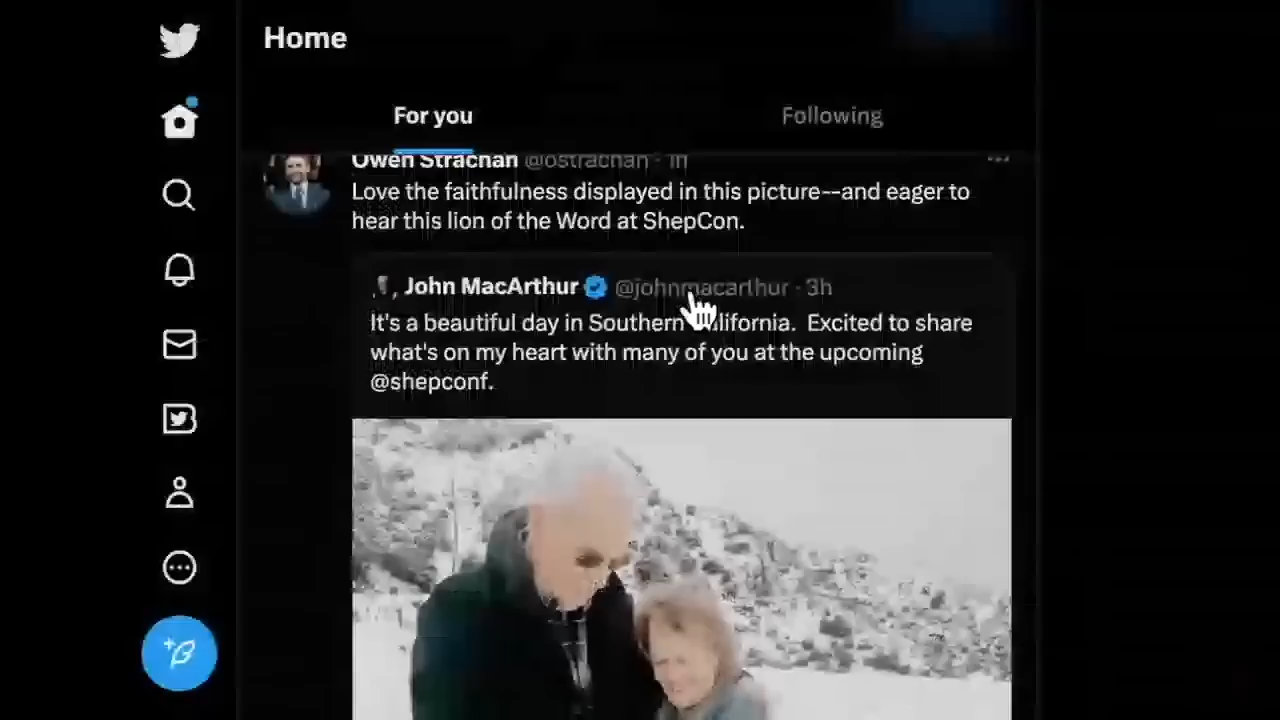 Home
For you
Following
Owen Strachan @ostrachan · 1h
Love the faithfulness displayed in this picture--and eager to
hear this lion of the Word at ShepCon.
John MacArthur @johnmacarthur · 3h
It's a beautiful day in Southern California. Excited to share
what's on my heart with many of you at the upcoming
@shepconf.